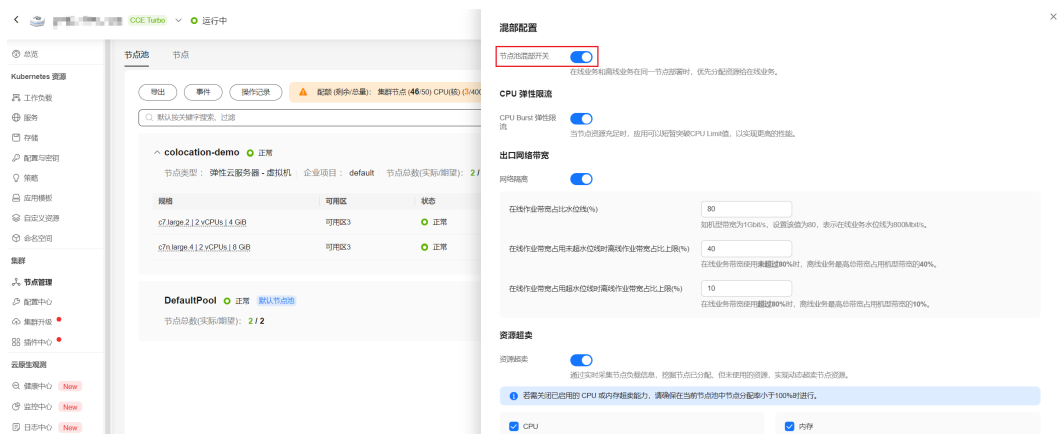 CCE Turbo
运行中
总览
Kubernetes 资源
工作负载
服务
存储
配置与密钥
策略
应用模板
自定义资源
命名空间
集群
节点管理
配置中心
集群升级
插件中心
云原生观测
健康中心 New
监控中心 New
日志中心 New
节点池 节点
导出 事件 操作记录 配额 (剩余/总量): 集群节点 (46/50) CPU(核) (3/400
默认按关键字搜索、过滤
colocation-demo 正常
节点类型： 弹性云服务器 - 虚拟机 企业项目： default 节点总数(实际/期望): 2 /
规格 可用区 状态
c7.large.2 | 2 vCPUs | 4 GiB 可用区3 正常
c7n.large.4 | 2 vCPUs | 8 GiB 可用区3 正常
DefaultPool 正常 默认节点池
节点总数(实际/期望): 2 / 2
混部配置
节点池混部开关
在线业务和离线业务在同一节点部署时，优先分配资源给在线业务。
CPU 弹性限流
CPU Burst 弹性限
流
当节点资源充足时，应用可以短暂突破CPU Limit值，以实现更高的性能。
出口网络带宽
网络隔离
在线作业带宽占比水位线(%) 80
如机型带宽为1Gbit/s，设置该值为80，表示在线业务水位线为800Mbit/s。
在线作业带宽占用未超水位线时离线作业带宽占比上限(%) 40
在线业务带宽使用未超过80%时，离线业务最高总带宽占用机型带宽的40%。
在线作业带宽占用超水位线时离线作业带宽占比上限(%) 10
在线业务带宽使用超过80%时，离线业务最高总带宽占用机型带宽的10%。
资源超卖
资源超卖
通过实时采集节点负载信息，挖掘节点已分配、但未使用的资源，实现动态超卖节点资源。
若需关闭已启用的 CPU 或内存超卖能力，请确保在当前节点池中节点分配率小于100%时进行。
CPU 内存